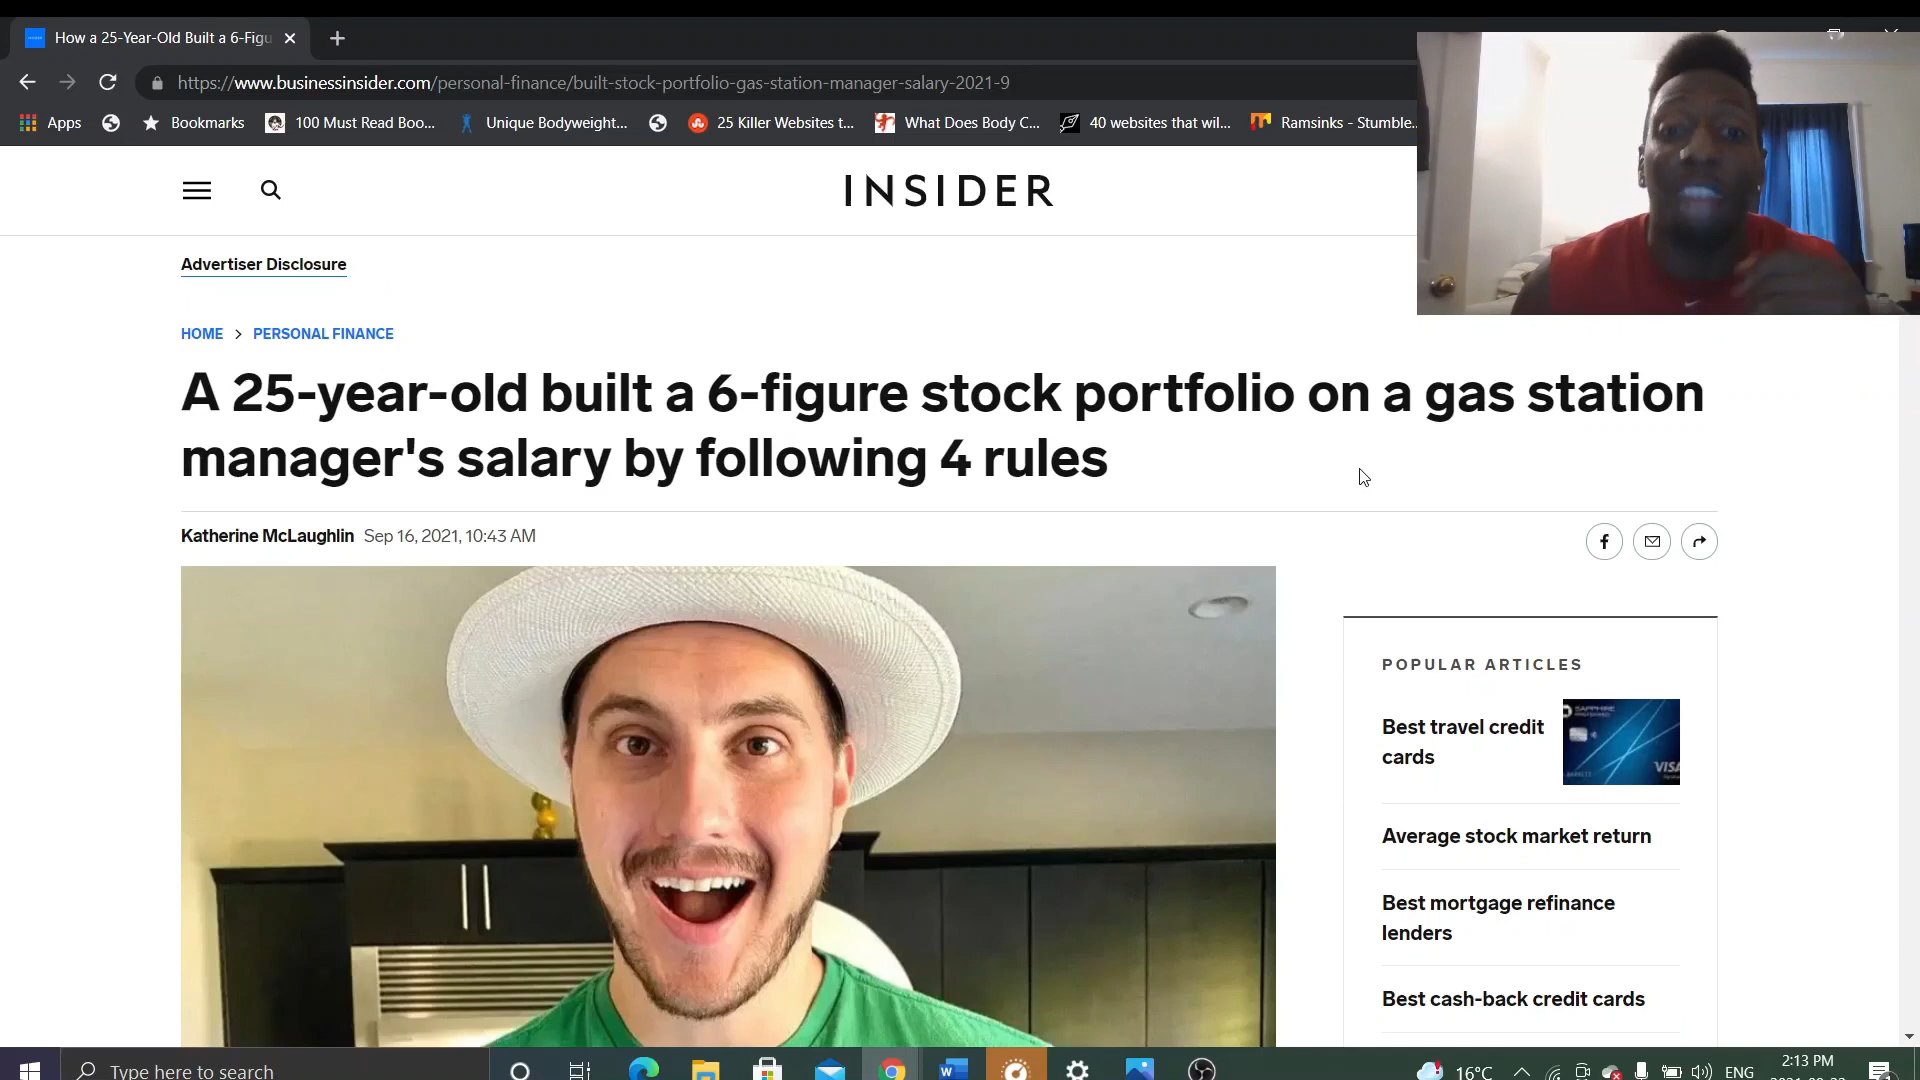 How a 25-Year-Old Built a 6-Figu
https://www.businessinsider.com/personal-finance/built-stock-portfolio-gas-station-manager-salary-2021-9
Apps Bookmarks 100 Must Read Boo... Unique Bodyweight... 25 Killer Websites t... What Does Body C... 40 websites that wil... Ramsinks - Stumble..
INSIDER
Advertiser Disclosure
HOME > PERSONAL FINANCE
A 25-year-old built a 6-figure stock portfolio on a gas station
manager's salary by following 4 rules
Katherine McLaughlin Sep 16, 2021, 10:43 AM
POPULAR ARTICLES
Best travel credit
cards
SAPPHIRE
VISA
Average stock market return
Best mortgage refinance
lenders
Best cash-back credit cards
Type here to search
16°C
ENG
2:13 PM